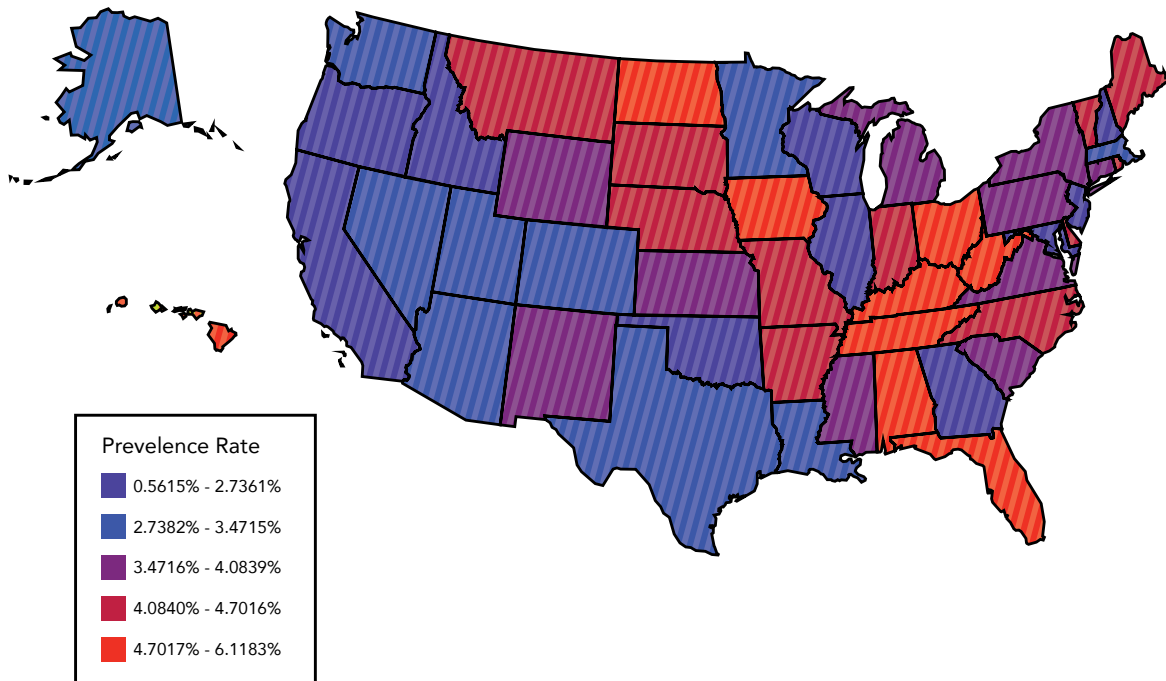 Prevelence Rate
0.5615% - 2.7361%
2.7382% - 3.4715%
3.4716% - 4.0839%
4.0840% - 4.7016%
4.7017% - 6.1183%